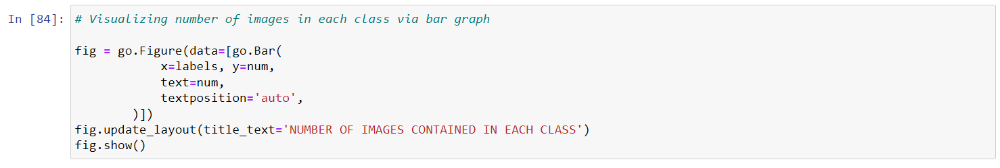 In [84]: # Visualizing number of images in each class via bar graph
fig = go.Figure(data=[go.Bar(
x=labels, y=num,
text=num,
textposition='auto',
)])
fig.update_layout(title_text='NUMBER OF IMAGES CONTAINED IN EACH CLASS')
fig.show()